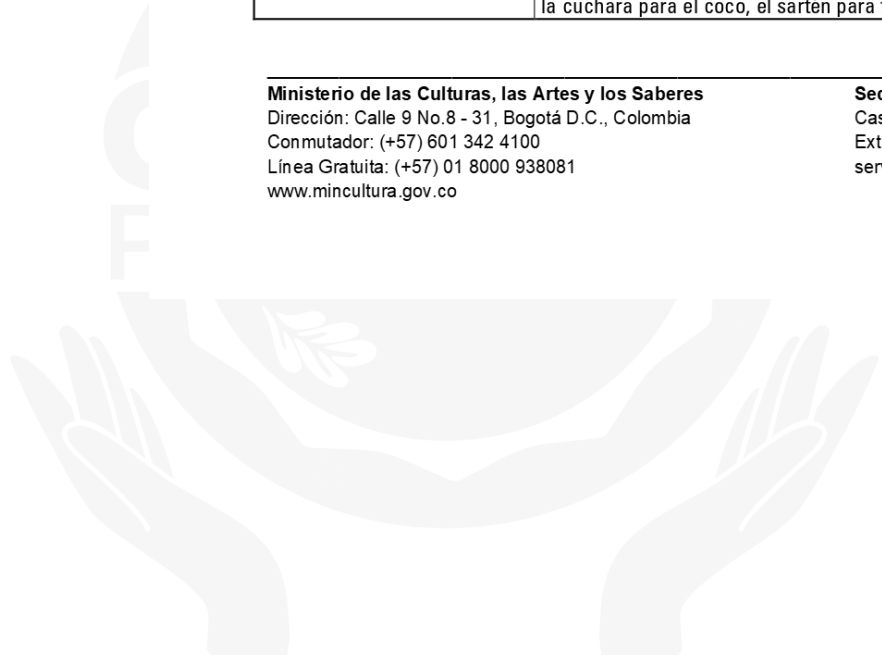 la cuchara para el coco, el sartén para
Ministerio de las Culturas, las Artes y los Saberes
Dirección: Calle 9 No.8 - 31, Bogotá D.C., Colombia
Conmutador: (+57) 601 342 4100
Línea Gratuita: (+57) 01 8000 938081
www.mincultura.gov.co